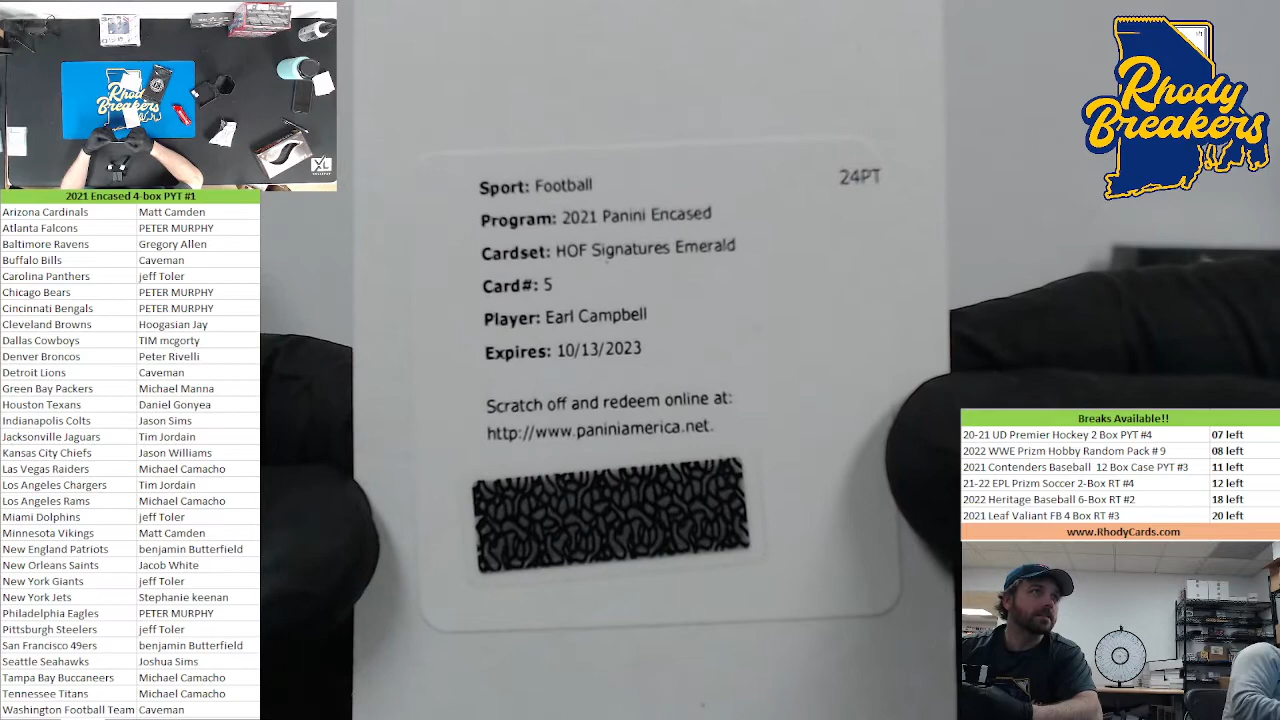 Rhody
Breakers
2021 Encased 4-box PYT #1
Arizona Cardinals Matt Camden
Atlanta Falcons PETER MURPHY
Baltimore Ravens Gregory Allen
Buffalo Bills Caveman
Carolina Panthers jeff Toler
Chicago Bears PETER MURPHY
Cincinnati Bengals PETER MURPHY
Cleveland Browns Hoogasian Jay
Dallas Cowboys TIM mcgorty
Denver Broncos Peter Rivelli
Detroit Lions Caveman
Green Bay Packers Michael Manna
Houston Texans Daniel Gonyea
Indianapolis Colts Jason Sims
Jacksonville Jaguars Tim Jordain
Kansas City Chiefs Jason Williams
Las Vegas Raiders Michael Camacho
Los Angeles Chargers Tim Jordain
Los Angeles Rams Michael Camacho
Miami Dolphins jeff Toler
Minnesota Vikings Matt Camden
New England Patriots benjamin Butterfield
New Orleans Saints Jacob White
New York Giants jeff Toler
New York Jets Stephanie keenan
Philadelphia Eagles PETER MURPHY
Pittsburgh Steelers jeff Toler
San Francisco 49ers benjamin Butterfield
Seattle Seahawks Joshua Sims
Tampa Bay Buccaneers Michael Camacho
Tennessee Titans Michael Camacho
Washington Football Team Caveman
Sport: Football 24PT
Program: 2021 Panini Encased
Cardset: HOF Signatures Emerald
Card#: 5
Player: Earl Campbell
Expires: 10/13/2023
Scratch off and redeem online at:
http://www.paniniamerica.net.
Rhody
Breakers
Breaks Available!!
20-21 UD Premier Hockey 2 Box PYT #4 07 left
2022 WWE Prizm Hobby Random Pack # 9 08 left
2021 Contenders Baseball 12 Box Case PYT #3 11 left
21-22 EPL Prizm Soccer 2-Box RT #4 12 left
2022 Heritage Baseball 6-Box RT #2 18 left
2021 Leaf Valiant FB 4 Box RT #3 20 left
www.RhodyCards.com